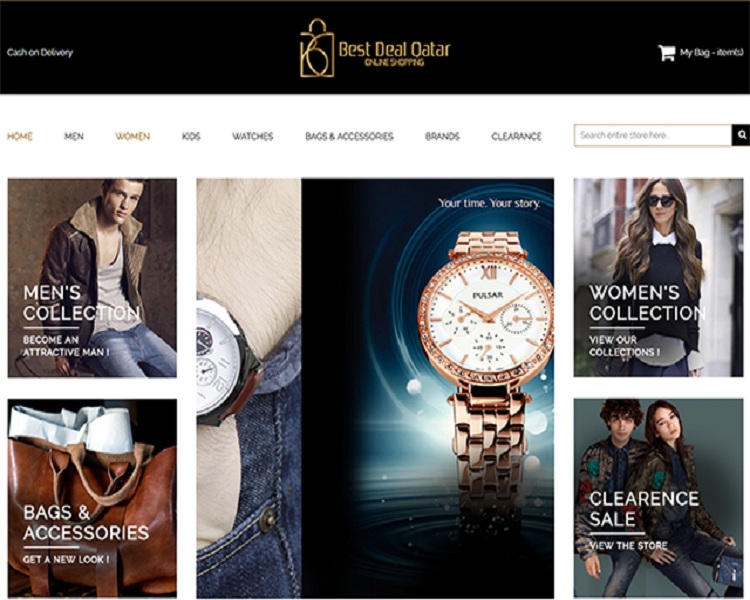 Cash on Delivery
Best Deal Qatar
ONLINE SHOPPING
My Bag - item(s)
HOME MEN WOMEN KIDS WATCHES BAGS & ACCESSORIES BRANDS CLEARANCE
Search entire store here..
MEN'S
COLLECTION
BECOME AN
ATTRACTIVE MAN !
Your time. Your story.
XII
PULSAR
WOMEN'S
COLLECTION
VIEW OUR
COLLECTIONS !
BAGS &
ACCESSORIES
GET A NEW LOOK !
CLEARENCE
SALE
VIEW THE STORE